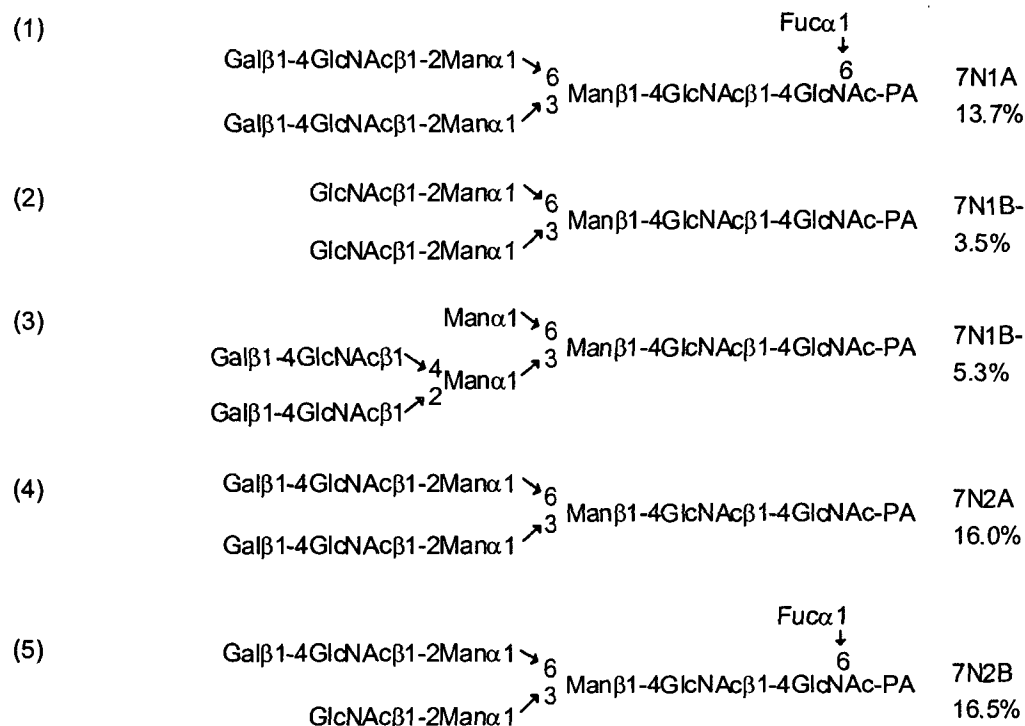 (1)
Fucα1
↓
Galβ1-4GlcNAcβ1-2Manα1↘6
6
Manβ1-4GlcNAcβ1-4GlcNAc-PA
Galβ1-4GlcNAcβ1-2Manα1↗3
7N1A
13.7%
(2)
GlcNAcβ1-2Manα1↘6
Manβ1-4GlcNAcβ1-4GlcNAc-PA
GlcNAcβ1-2Manα1↗3
7N1B-
3.5%
(3)
Manα1↘6
Manβ1-4GlcNAcβ1-4GlcNAc-PA
Galβ1-4GlcNAcβ1↘4
Manα1↗3
Galβ1-4GlcNAcβ1↗2
7N1B-
5.3%
(4)
Galβ1-4GlcNAcβ1-2Manα1↘6
Manβ1-4GlcNAcβ1-4GlcNAc-PA
Galβ1-4GlcNAcβ1-2Manα1↗3
7N2A
16.0%
(5)
Fucα1
↓
Galβ1-4GlcNAcβ1-2Manα1↘6
6
Manβ1-4GlcNAcβ1-4GlcNAc-PA
GlcNAcβ1-2Manα1↗3
7N2B
16.5%